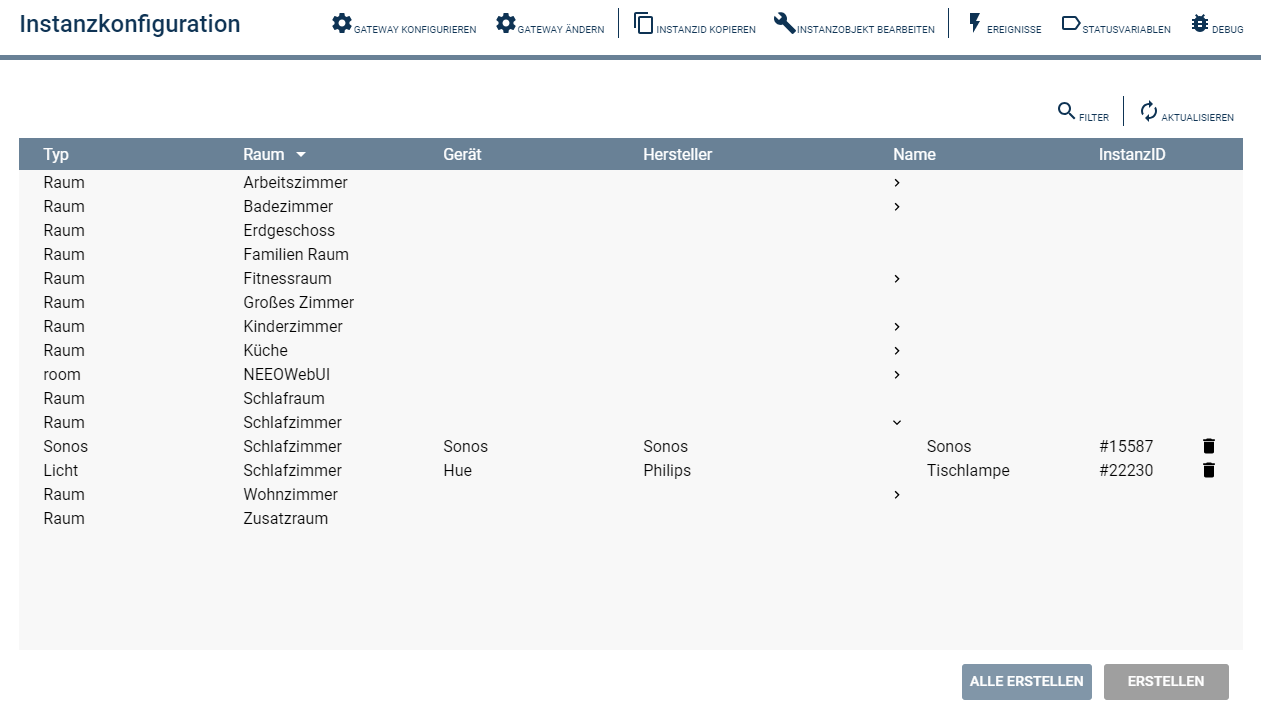 Instanzkonfiguration GATEWAY KONFIGURIEREN GATEWAY ÄNDERN INSTANZID KOPIEREN INSTANZOBJEKT BEARBEITEN EREIGNISSE STATUSVARIABLEN DEBUG
FILTER AKTUALISIEREN
Typ Raum Gerät Hersteller Name InstanzID
Raum Arbeitszimmer
Raum Badezimmer
Raum Erdgeschoss
Raum Familien Raum
Raum Fitnessraum
Raum Großes Zimmer
Raum Kinderzimmer
Raum Küche
room NEEOWebUI
Raum Schlafraum
Raum Schlafzimmer
Sonos Schlafzimmer Sonos Sonos Sonos #15587
Licht Schlafzimmer Hue Philips Tischlampe #22230
Raum Wohnzimmer
Raum Zusatzraum
ALLE ERSTELLEN ERSTELLEN